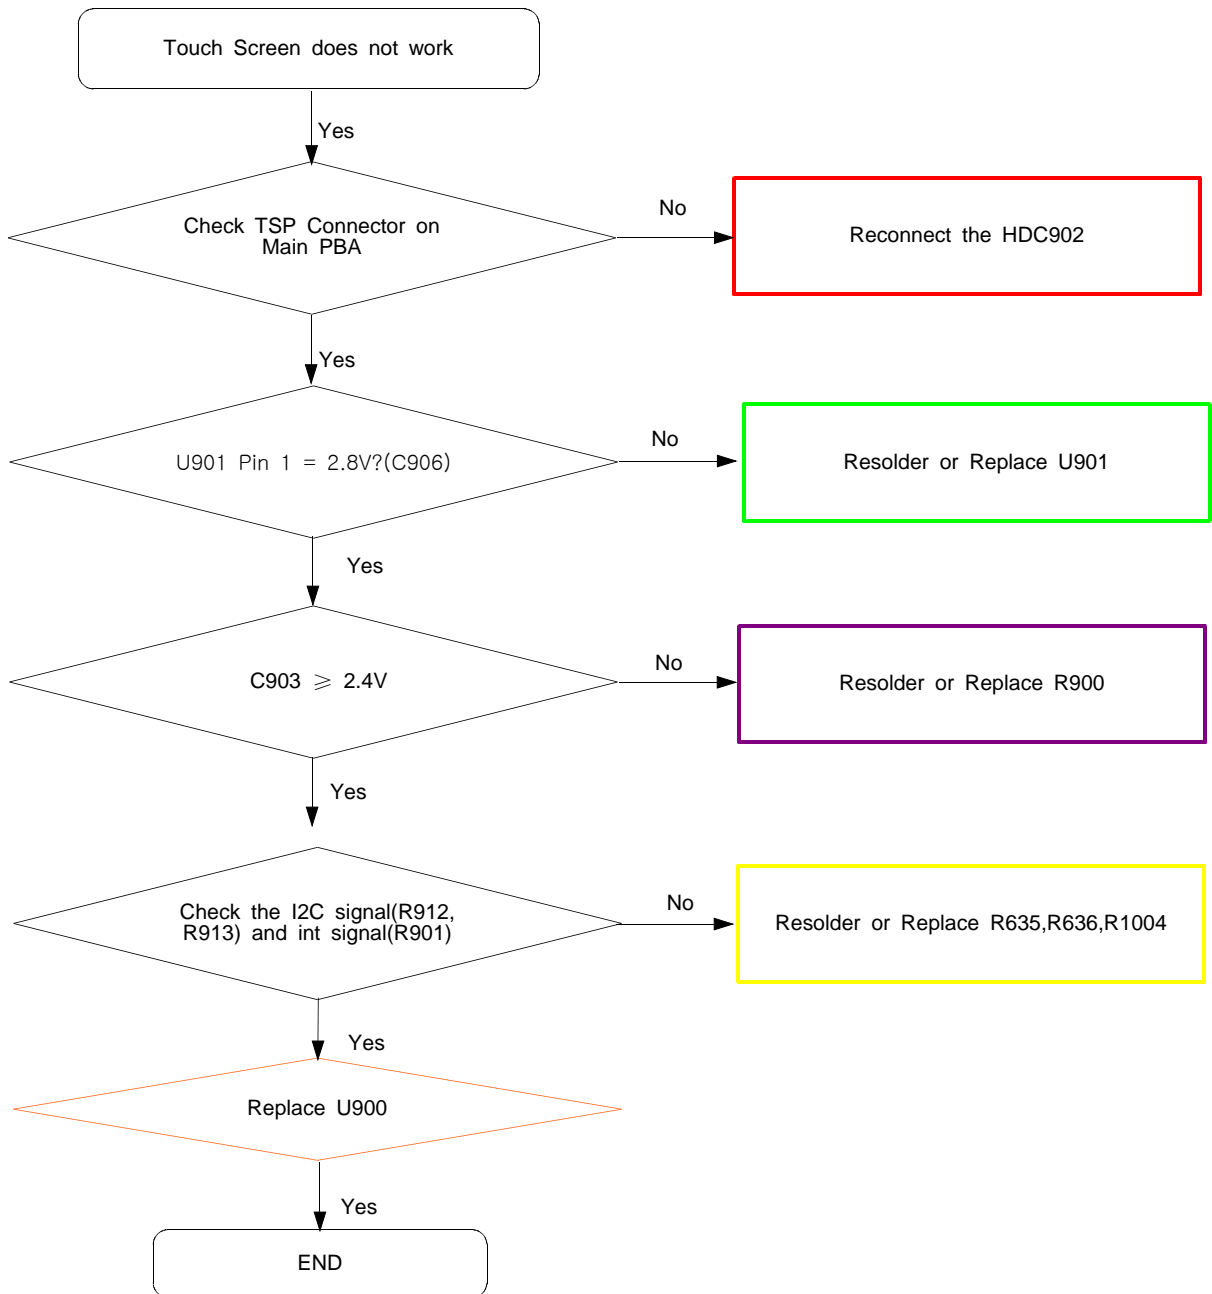 Touch Screen does not work
Yes
Check TSP Connector on
Main PBA
No
Reconnect the HDC902
Yes
U901 Pin 1 = 2.8V?(C906)
No
Resolder or Replace U901
Yes
C903 ≥ 2.4V
No
Resolder or Replace R900
Yes
Check the I2C signal(R912,
R913) and int signal(R901)
No
Resolder or Replace R635,R636,R1004
Yes
Replace U900
Yes
END